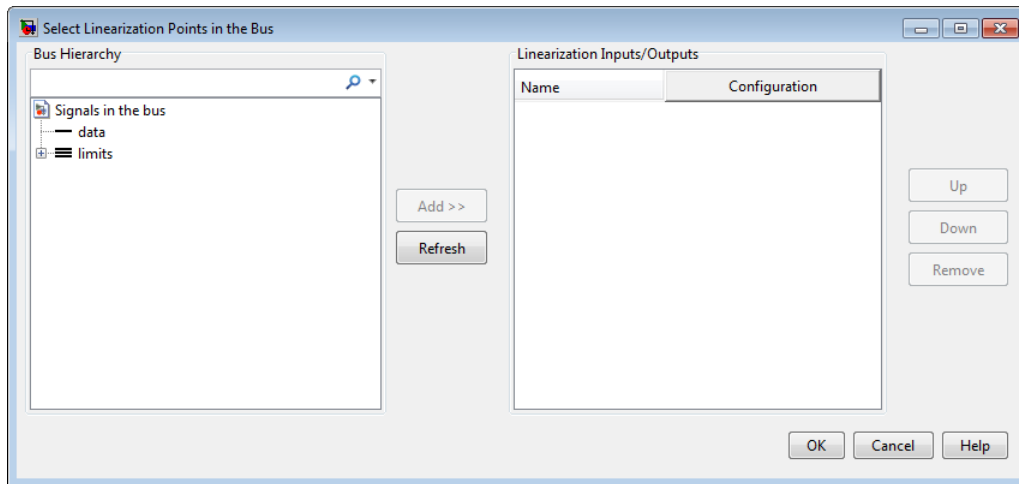 Select Linearization Points in the Bus
Bus Hierarchy
Signals in the bus
data
limits
Add >>
Refresh
Linearization Inputs/Outputs
Name Configuration
Up
Down
Remove
OK Cancel Help